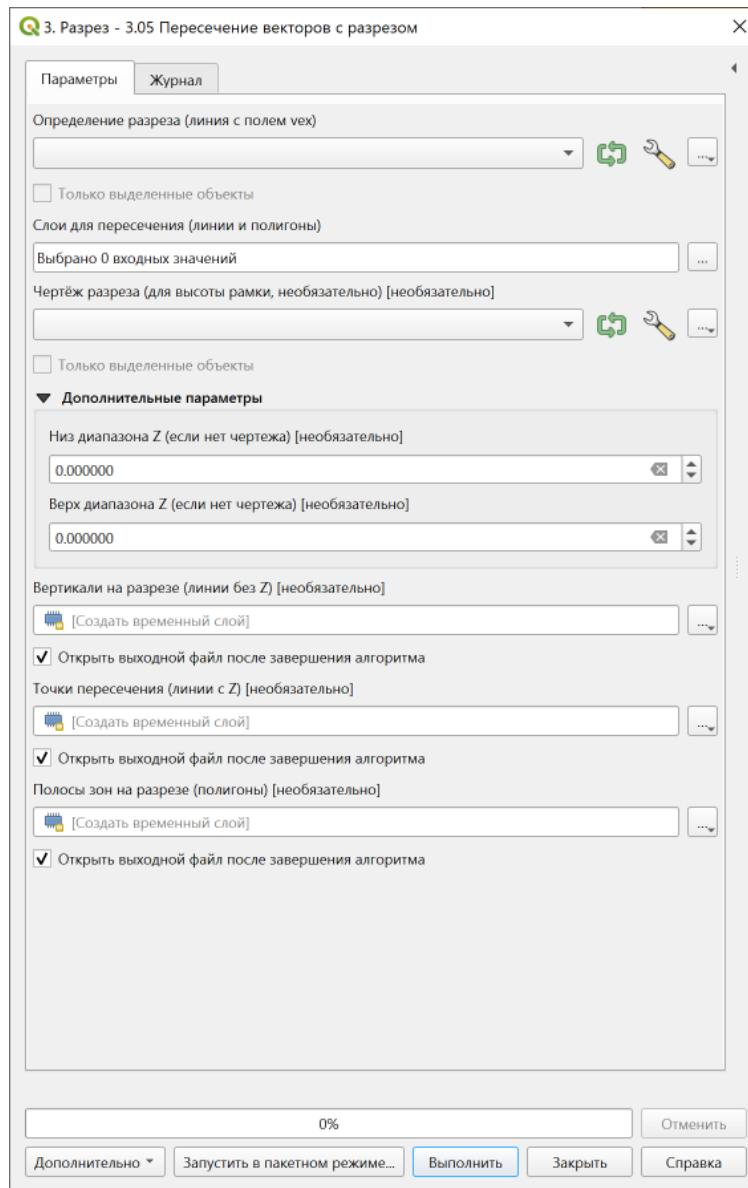 3. Разрез - 3.05 Пересечение векторов с разрезом
Параметры
Журнал
Определение разреза (линия с полем vex)
...
Только выделенные объекты
Слои для пересечения (линии и полигоны)
Выбрано 0 входных значений
...
Чертёж разреза (для высоты рамки, необязательно) [необязательно]
...
Только выделенные объекты
Дополнительные параметры
Низ диапазона Z (если нет чертежа) [необязательно]
0.000000
Верх диапазона Z (если нет чертежа) [необязательно]
0.000000
Вертикали на разрезе (линии без Z) [необязательно]
[Создать временный слой]
...
Открыть выходной файл после завершения алгоритма
Точки пересечения (линии с Z) [необязательно]
[Создать временный слой]
...
Открыть выходной файл после завершения алгоритма
Полосы зон на разрезе (полигоны) [необязательно]
[Создать временный слой]
...
Открыть выходной файл после завершения алгоритма
0%
Отменить
Дополнительно
Запустить в пакетном режиме...
Выполнить
Закрыть
Справка